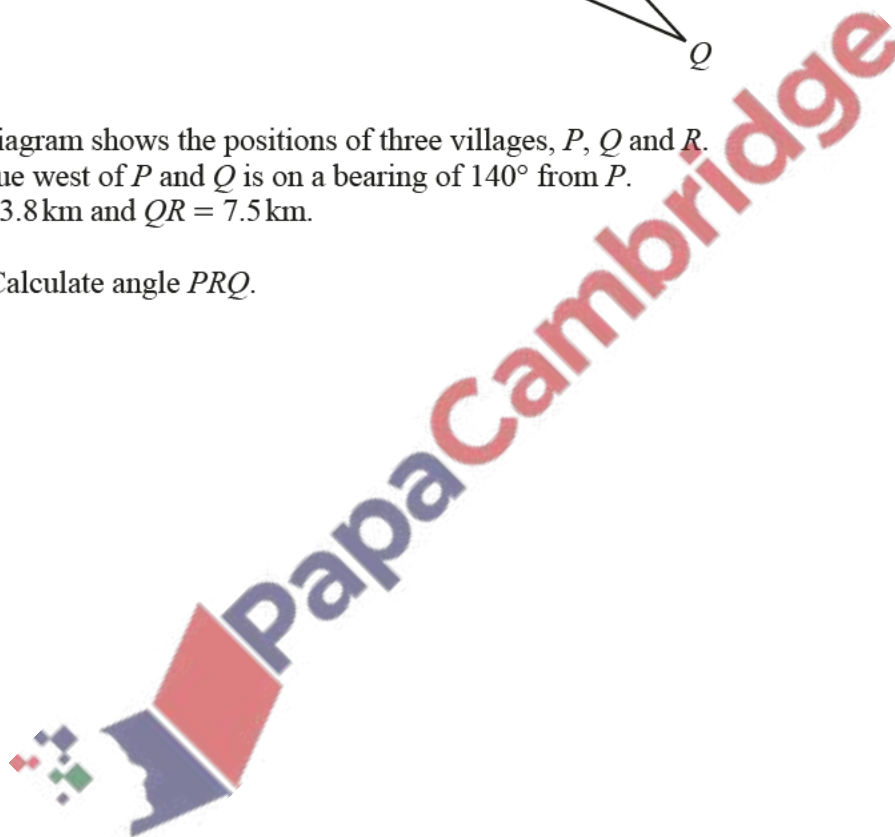 Q
iagram shows the positions of three villages, P, Q and R.
ue west of P and Q is on a bearing of 140° from P.
3.8 km and QR = 7.5 km.
Calculate angle PRQ.
PapaCambridge